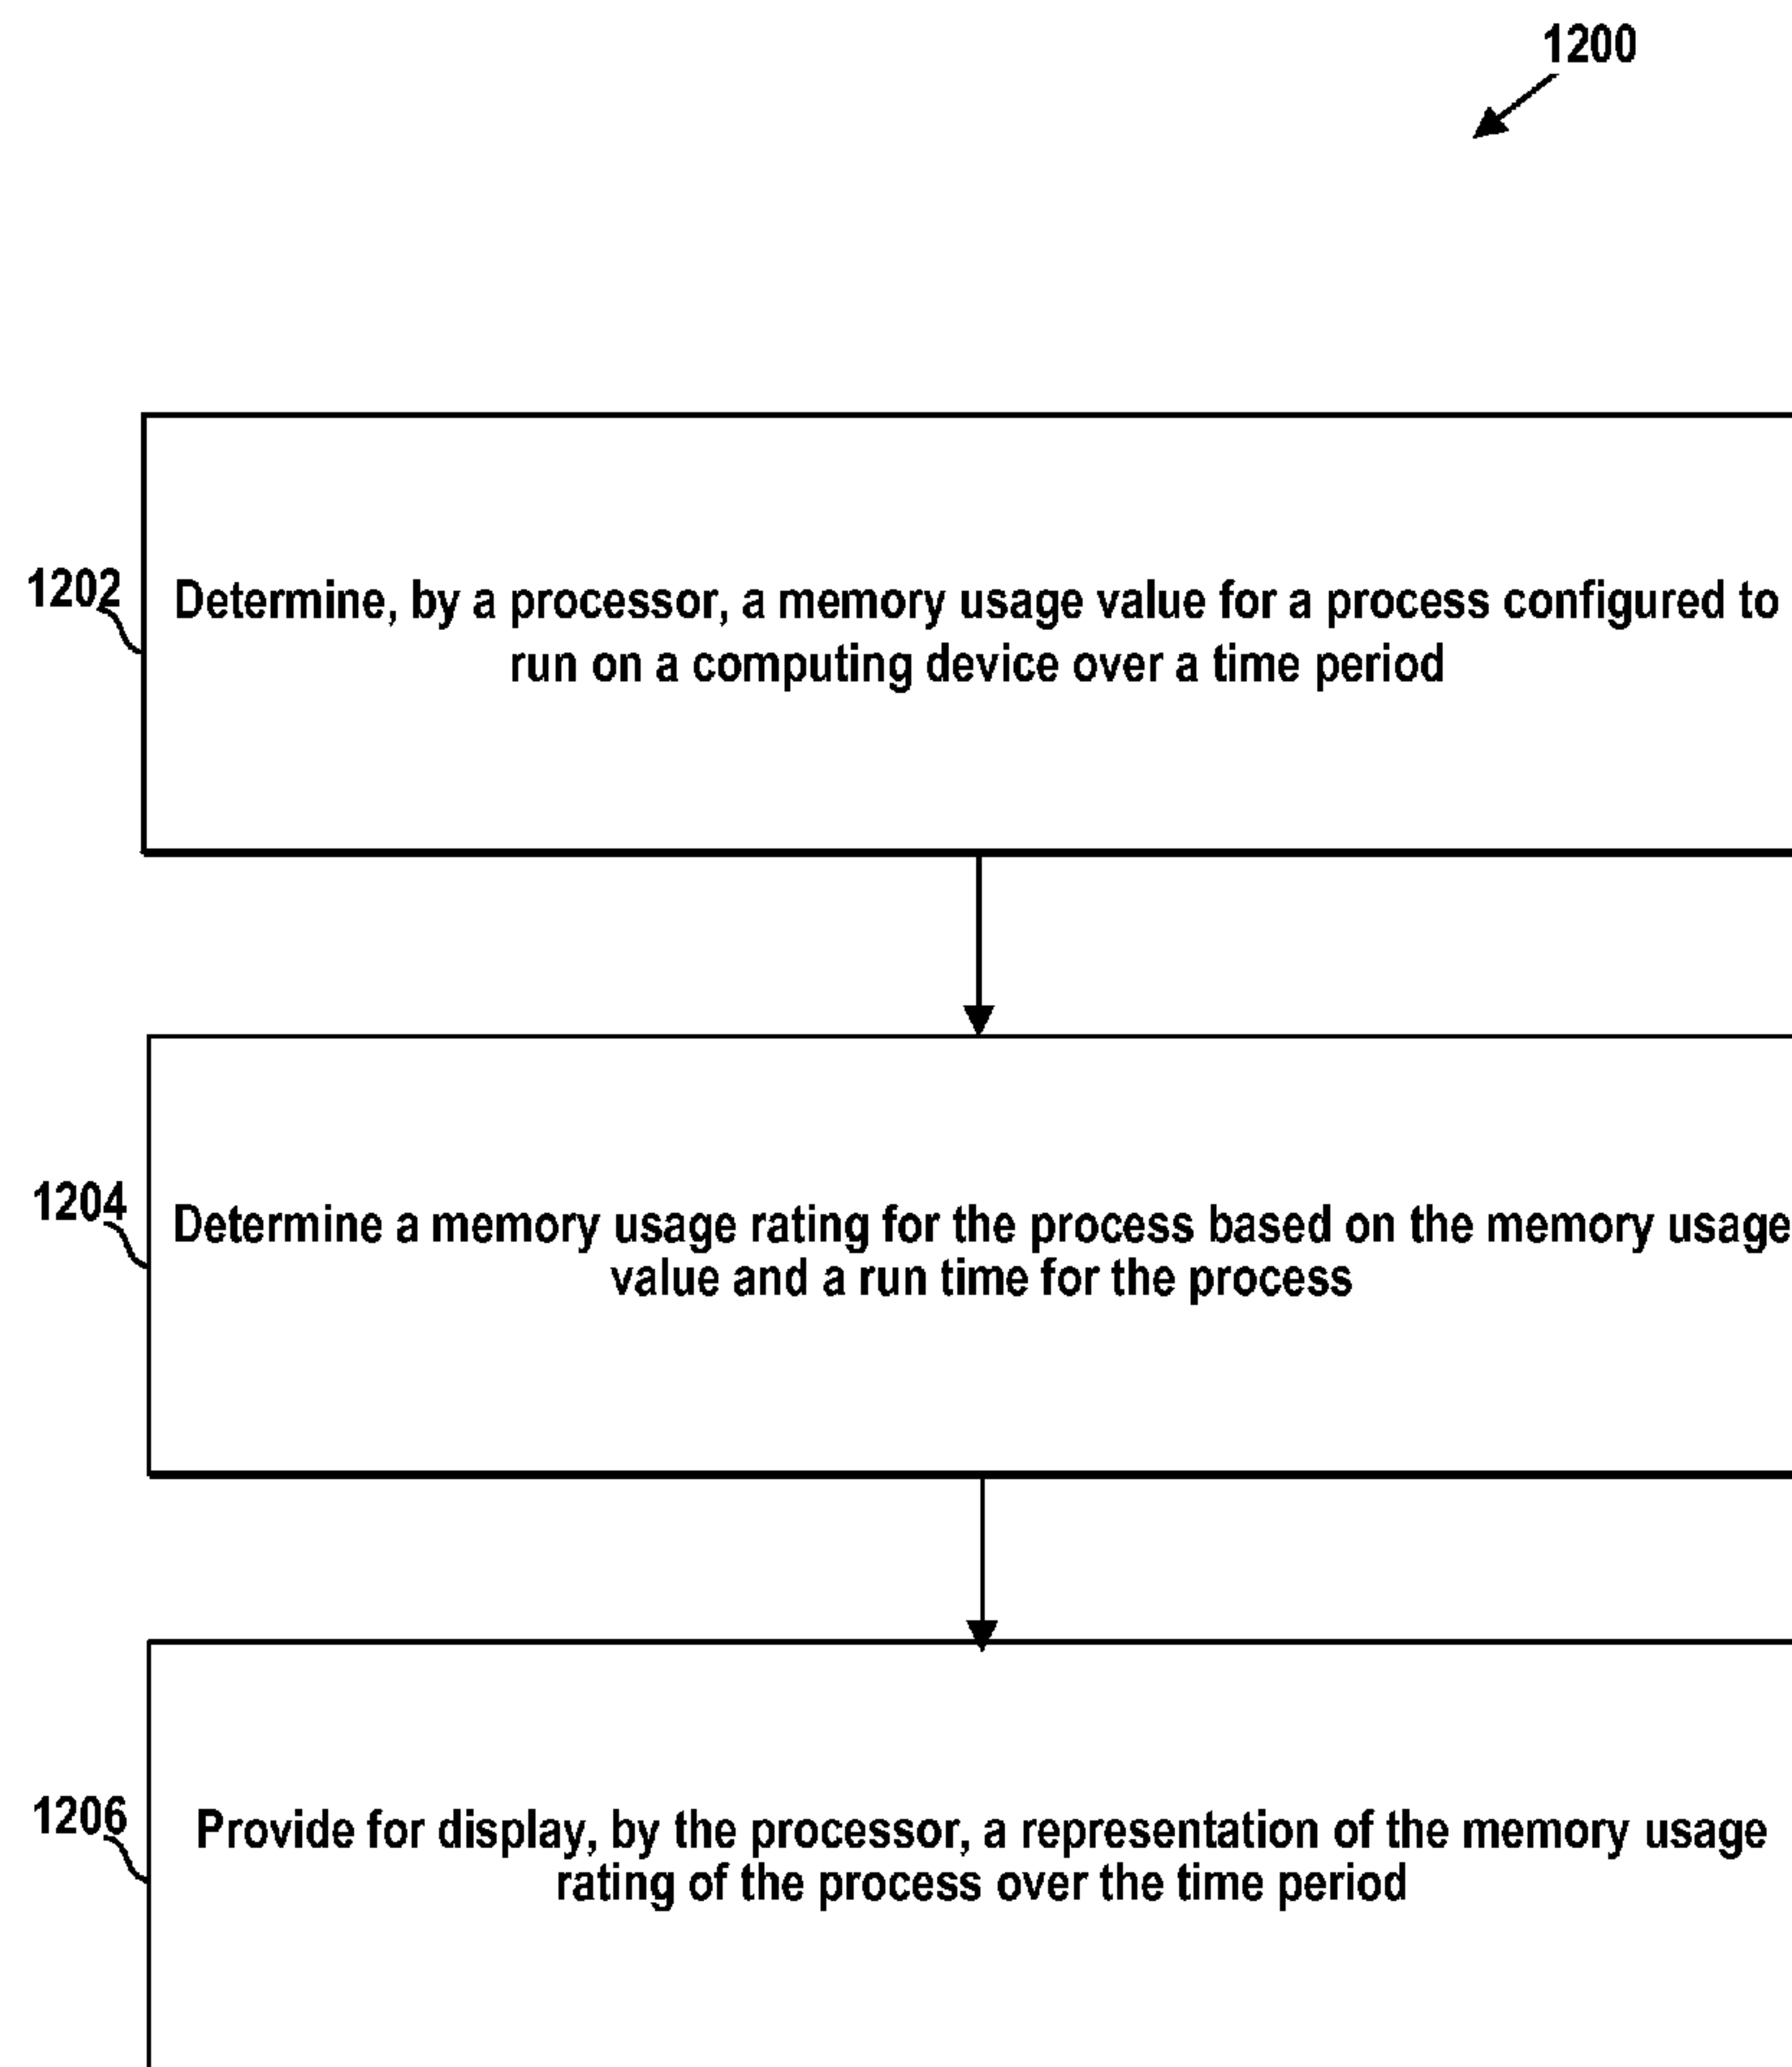 1200
1202
Determine, by a processor, a memory usage value for a process configured to
run on a computing device over a time period
1204
Determine a memory usage rating for the process based on the memory usage
value and a run time for the process
1206
Provide for display, by the processor, a representation of the memory usage
rating of the process over the time period